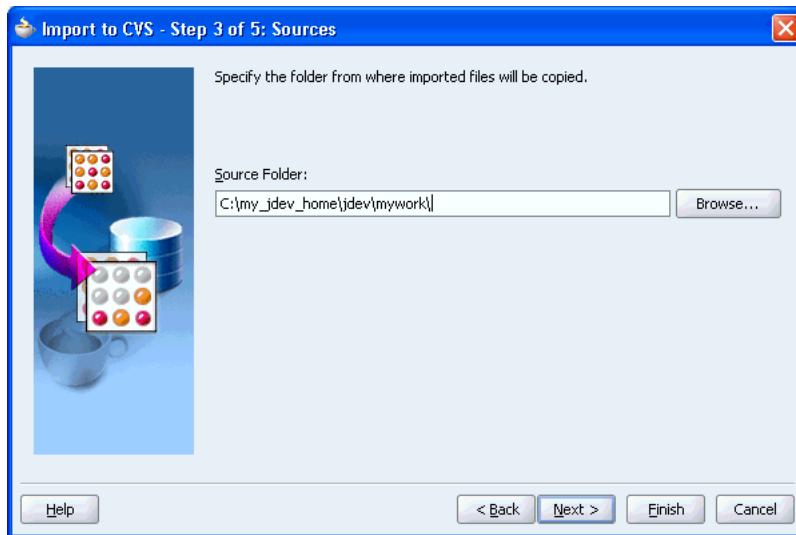 Import to CVS - Step 3 of 5: Sources
Specify the folder from where imported files will be copied.
Source Folder:
C:\my_jdev_home\jdev\mywork\
Browse...
Help
< Back
Next >
Finish
Cancel